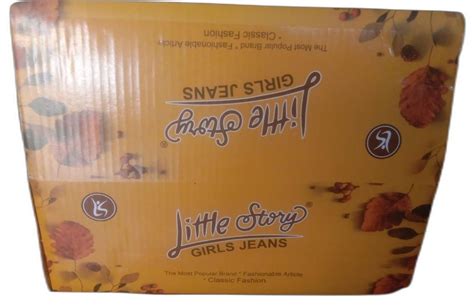 * Classic Fashion
The Most Popular Brand * Fashionable Article
GIRLS JEANS
Little Story ®
Little Story ®
GIRLS JEANS
The Most Popular Brand * Fashionable Article
* Classic Fashion